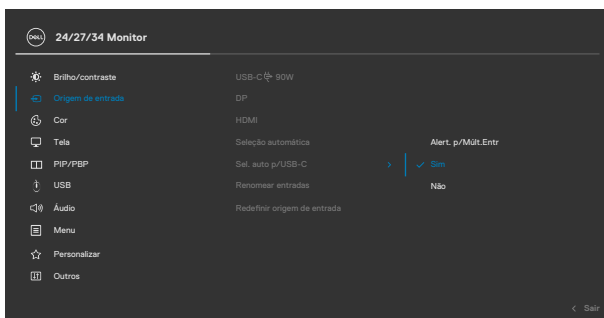 DELL 24/27/34 Monitor
Brilho/contraste
USB-C 90W
Origem de entrada
DP
Cor
HDMI
Tela
Seleção automática
Alert. p/Múlt.Entr
PIP/PBP
Sel. auto p/USB-C
Sim
USB
Renomear entradas
Não
Áudio
Redefinir origem de entrada
Menu
Personalizar
Outros
Sair